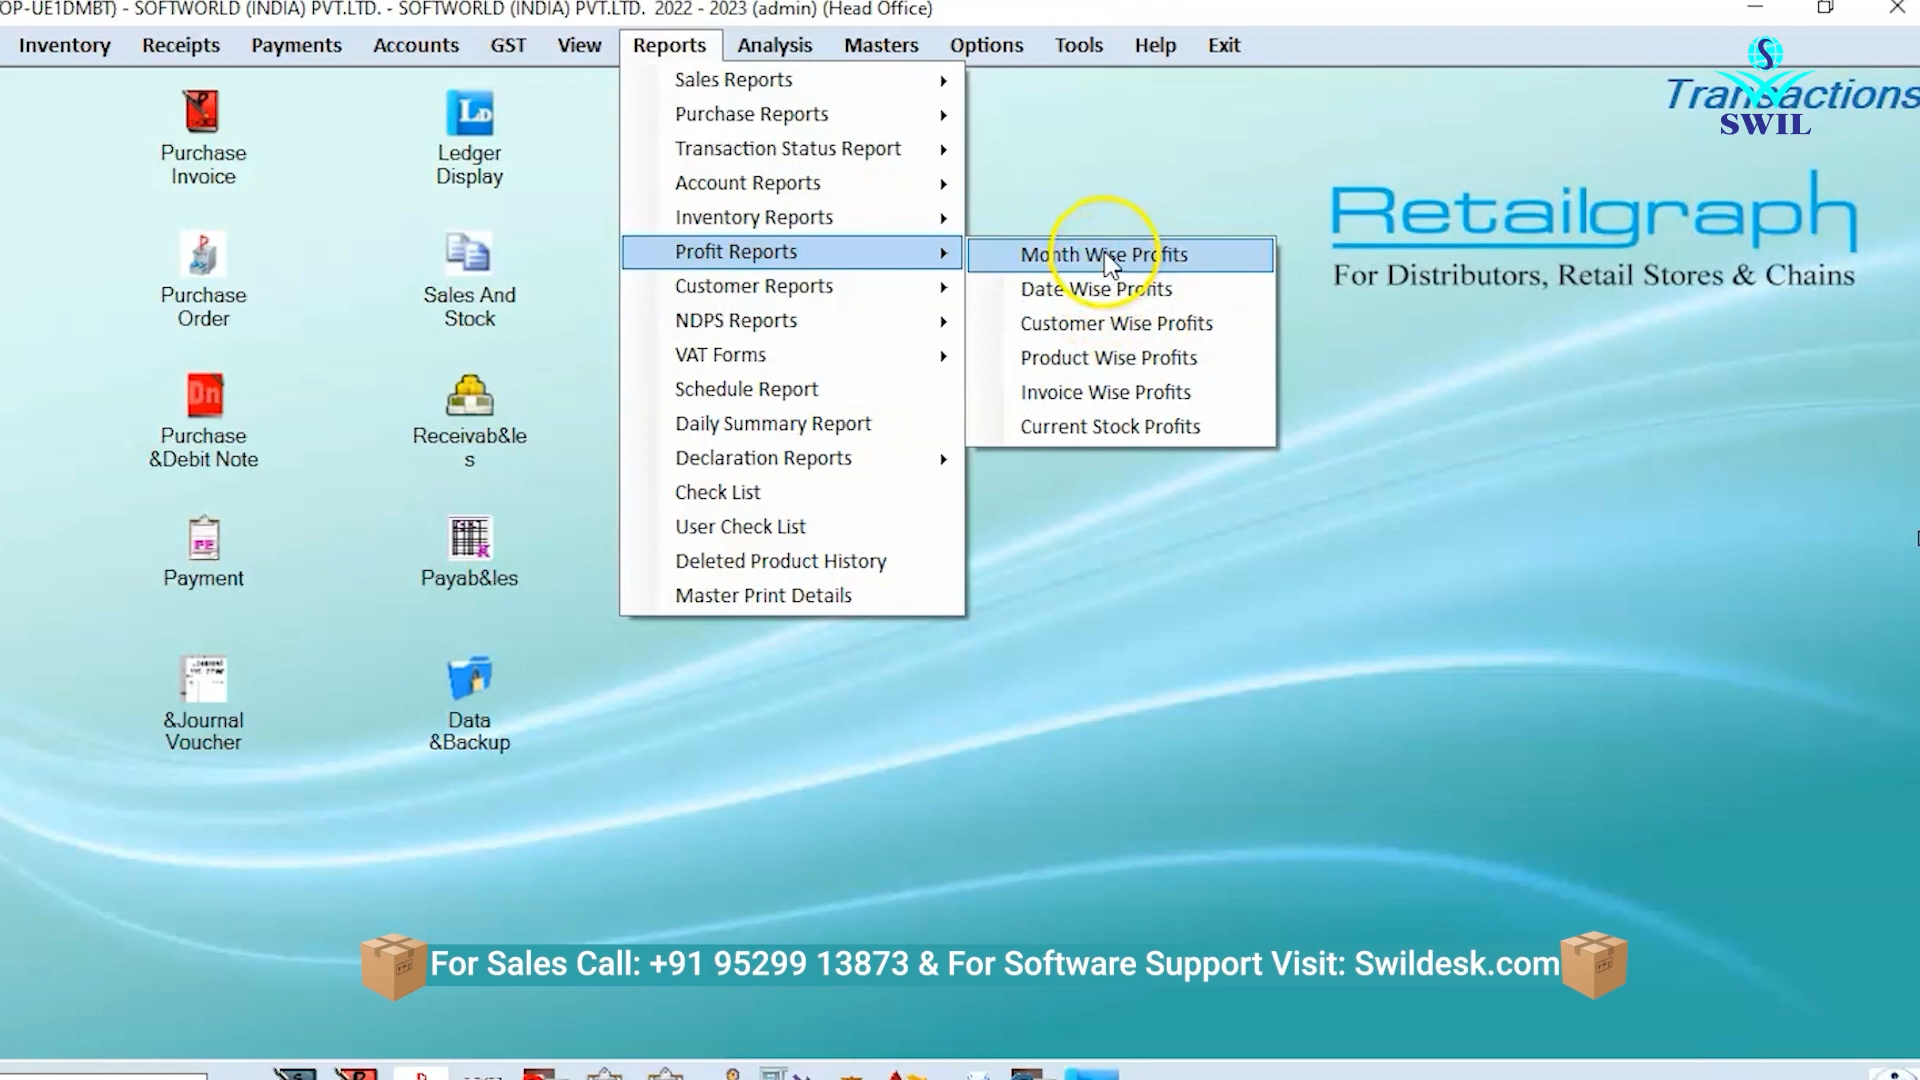 OP-UE1DMBT) - SOFTWORLD (INDIA) PVT.LTD. - SOFTWORLD (INDIA) PVT.LTD. 2022 - 2023 (admin) (Head Office)
Inventory Receipts Payments Accounts GST View Reports Analysis Masters Options Tools Help Exit
Transactions
SWIL
Retailgraph
For Distributors, Retail Stores & Chains
Purchase
Invoice
Ledger
Display
Purchase
Order
Sales And
Stock
Purchase
&Debit Note
Receivab&le
s
Payment
Payab&les
&Journal
Voucher
Data
&Backup
Sales Reports
Purchase Reports
Transaction Status Report
Account Reports
Inventory Reports
Profit Reports
Customer Reports
NDPS Reports
VAT Forms
Schedule Report
Daily Summary Report
Declaration Reports
Check List
User Check List
Deleted Product History
Master Print Details
Month Wise Profits
Date Wise Profits
Customer Wise Profits
Product Wise Profits
Invoice Wise Profits
Current Stock Profits
For Sales Call: +91 95299 13873 & For Software Support Visit: Swildesk.com